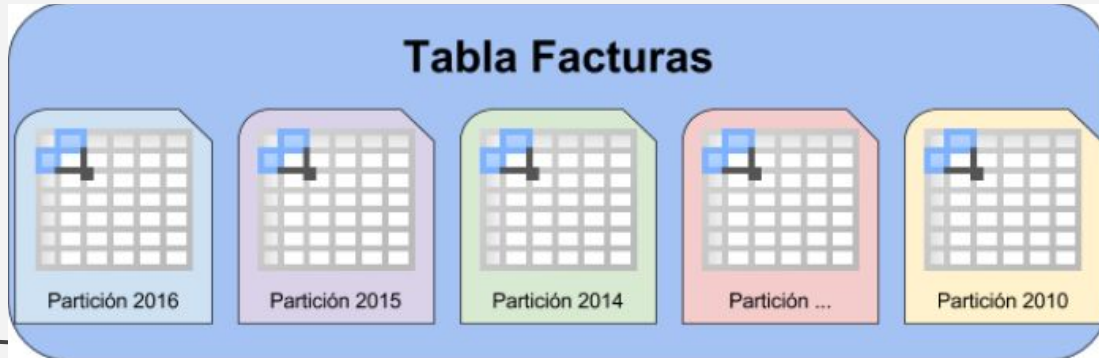 Tabla Facturas
Partición 2016
Partición 2015
Partición 2014
Partición ...
Partición 2010